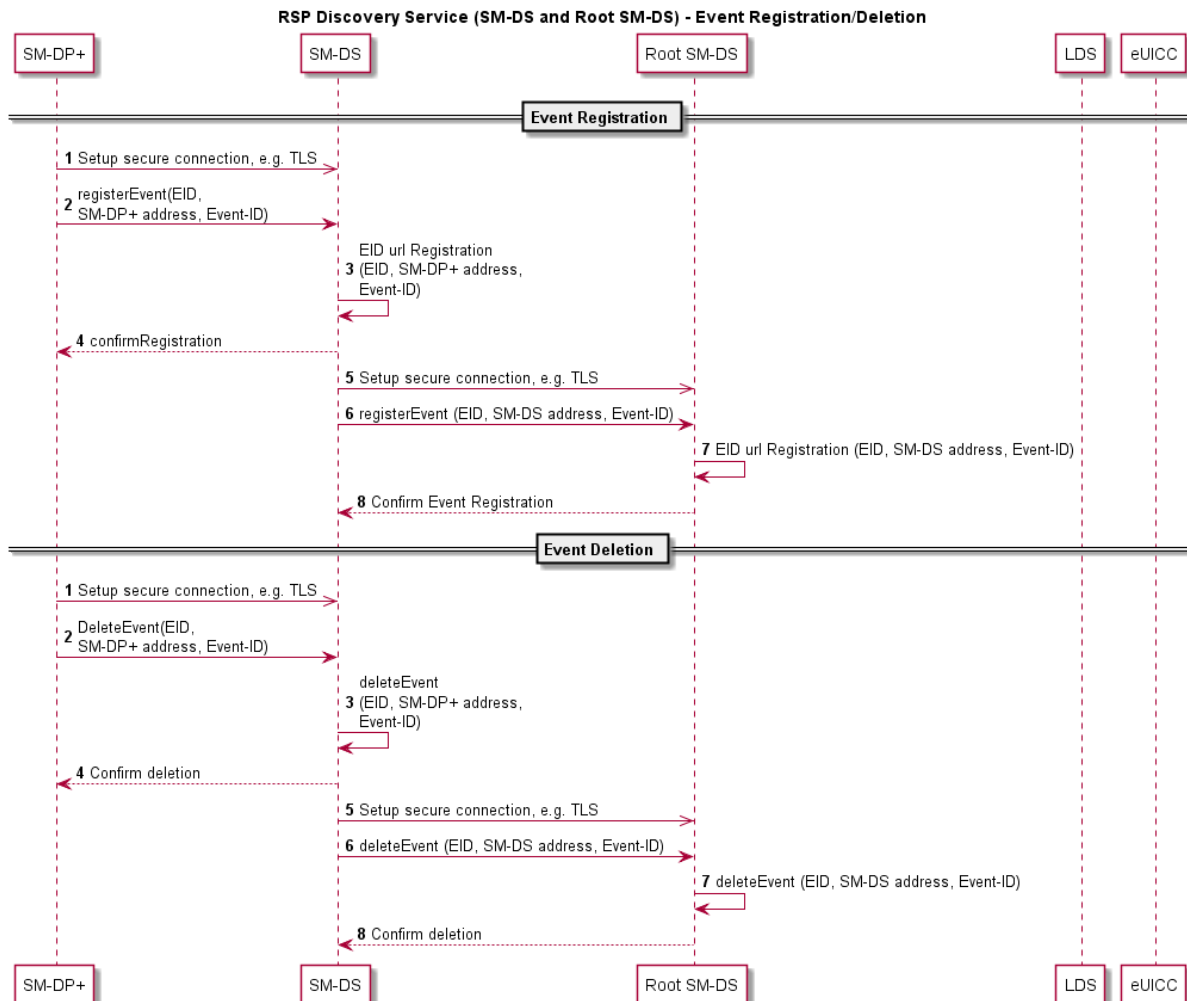 RSP Discovery Service (SM-DS and Root SM-DS) - Event Registration/Deletion
SM-DP+ SM-DS Root SM-DS LDS eUICC
Event Registration
1 Setup secure connection, e.g. TLS
registerEvent(EID,
2 SM-DP+ address, Event-ID)
EID url Registration
3 (EID, SM-DP+ address,
Event-ID)
4 confirmRegistration
5 Setup secure connection, e.g. TLS
6 registerEvent (EID, SM-DS address, Event-ID)
7 EID url Registration (EID, SM-DS address, Event-ID)
8 Confirm Event Registration
Event Deletion
1 Setup secure connection, e.g. TLS
DeleteEvent(EID,
2 SM-DP+ address, Event-ID)
deleteEvent
3 (EID, SM-DP+ address,
Event-ID)
4 Confirm deletion
5 Setup secure connection, e.g. TLS
6 deleteEvent (EID, SM-DS address, Event-ID)
7 deleteEvent (EID, SM-DS address, Event-ID)
8 Confirm deletion
SM-DP+ SM-DS Root SM-DS LDS eUICC